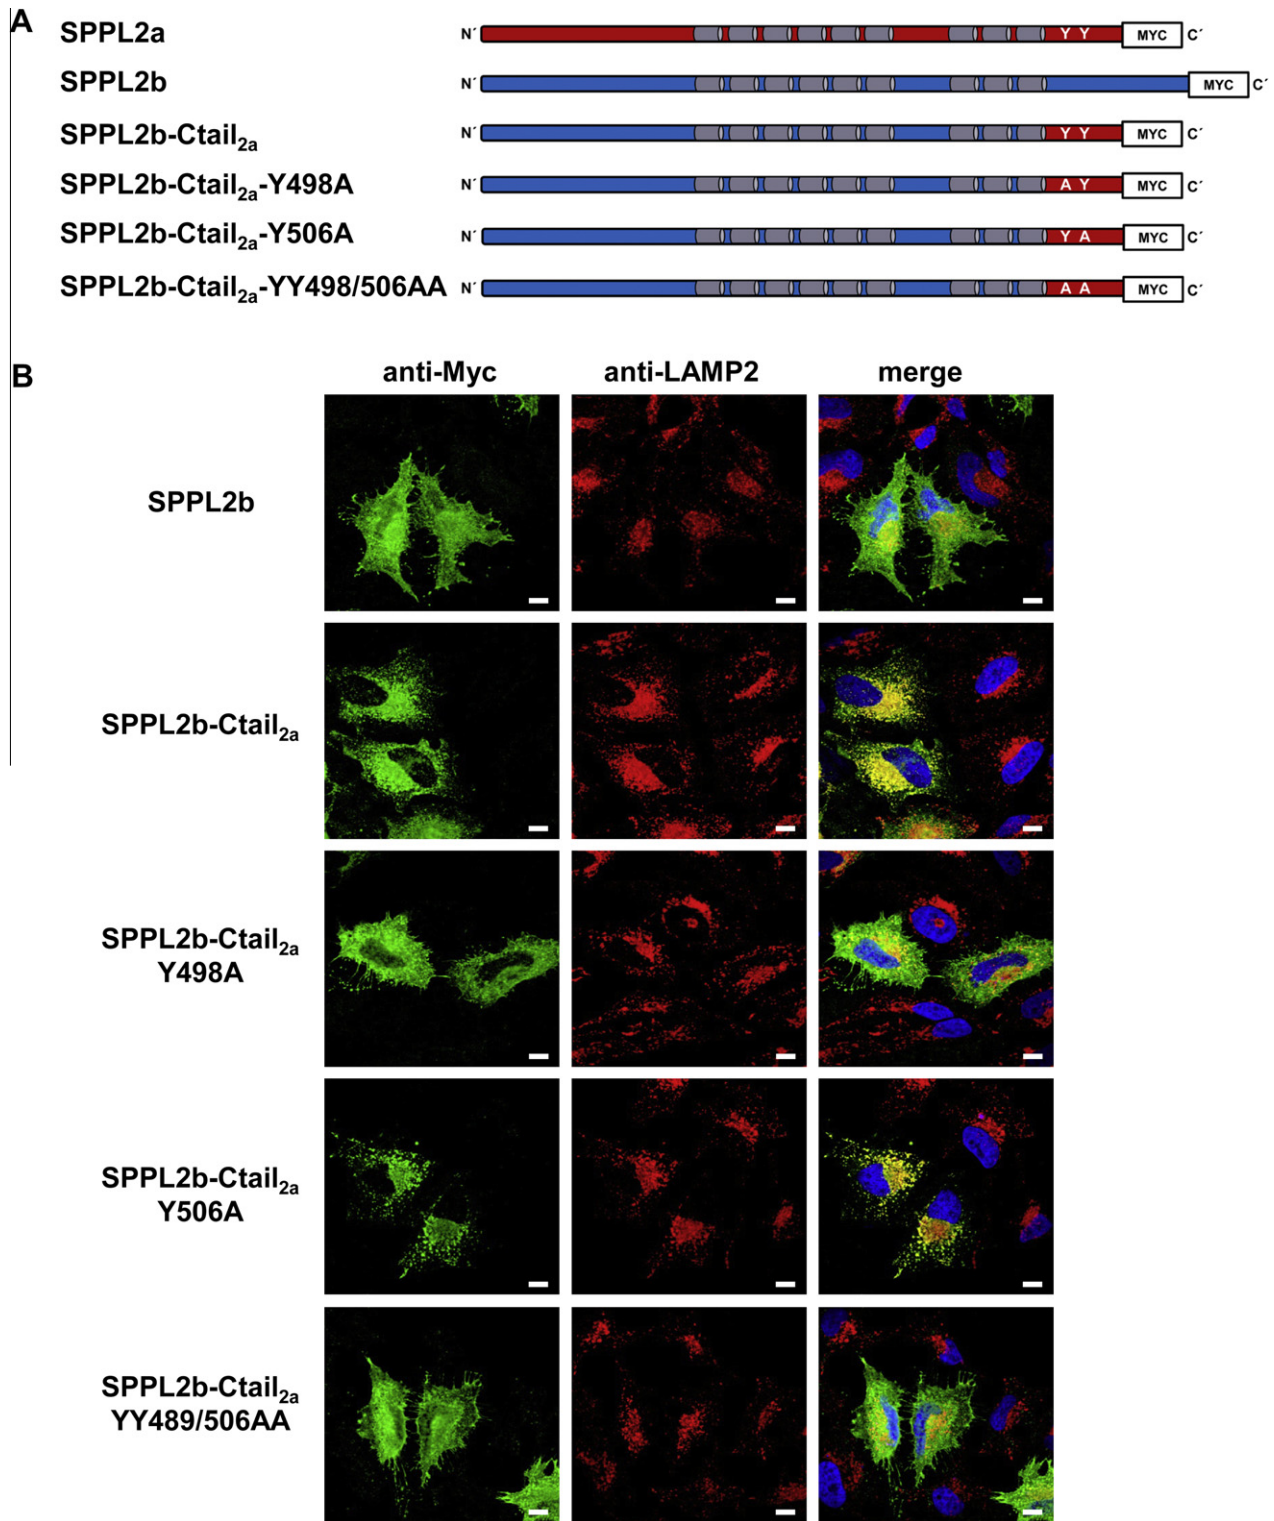 A
SPPL2a N´ Y Y MYC C´
SPPL2b N´ MYC C´
SPPL2b-Ctail2a N´ Y Y MYC C´
SPPL2b-Ctail2a-Y498A N´ A Y MYC C´
SPPL2b-Ctail2a-Y506A N´ Y A MYC C´
SPPL2b-Ctail2a-YY498/506AA N´ A A MYC C´
B
anti-Myc anti-LAMP2 merge
SPPL2b
SPPL2b-Ctail2a
SPPL2b-Ctail2a
Y498A
SPPL2b-Ctail2a
Y506A
SPPL2b-Ctail2a
YY489/506AA